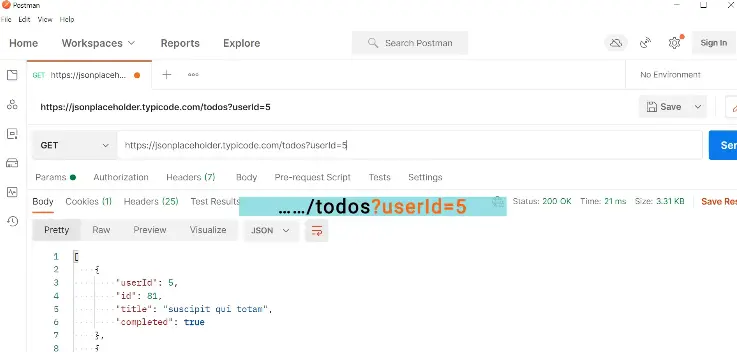 Postman
File Edit View Help
Home Workspaces Reports Explore Search Postman Sign In
GET https://jsonplaceh... No Environment
https://jsonplaceholder.typicode.com/todos?userId=5 Save
GET https://jsonplaceholder.typicode.com/todos?userId=5
Params Authorization Headers (7) Body Pre-request Script Tests Settings
Body Cookies (1) Headers (25) Test Results Status: 200 OK Time: 21 ms Size: 3.31 KB Save Res
……/todos?userId=5
Pretty Raw Preview Visualize JSON
1 [
2 {
3 "userId": 5,
4 "id": 81,
5 "title": "suscipit qui totam",
6 "completed": true
7 },
8 {